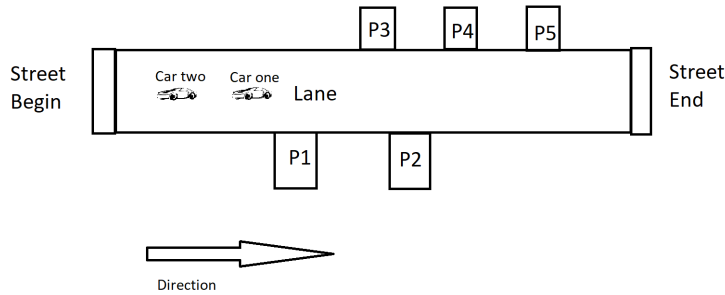 P3
P4
P5
Street
Begin
Car two
Car one
Lane
Street
End
P1
P2
Direction